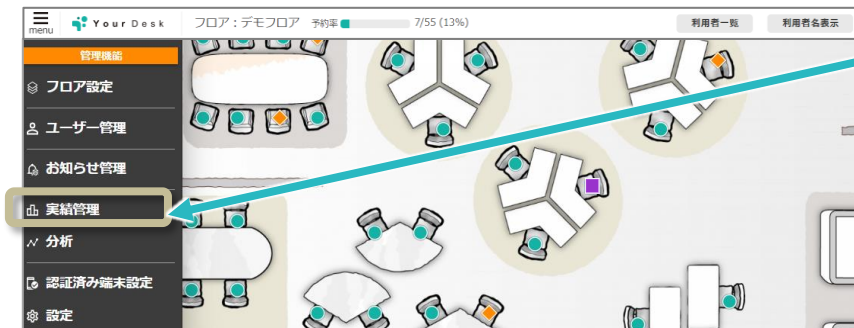 menu
Your Desk
フロア：デモフロア 予約率 7/55 (13%)
利用者一覧
利用者名表示
管理機能
フロア設定
ユーザー管理
お知らせ管理
実績管理
分析
認証済み端末設定
設定